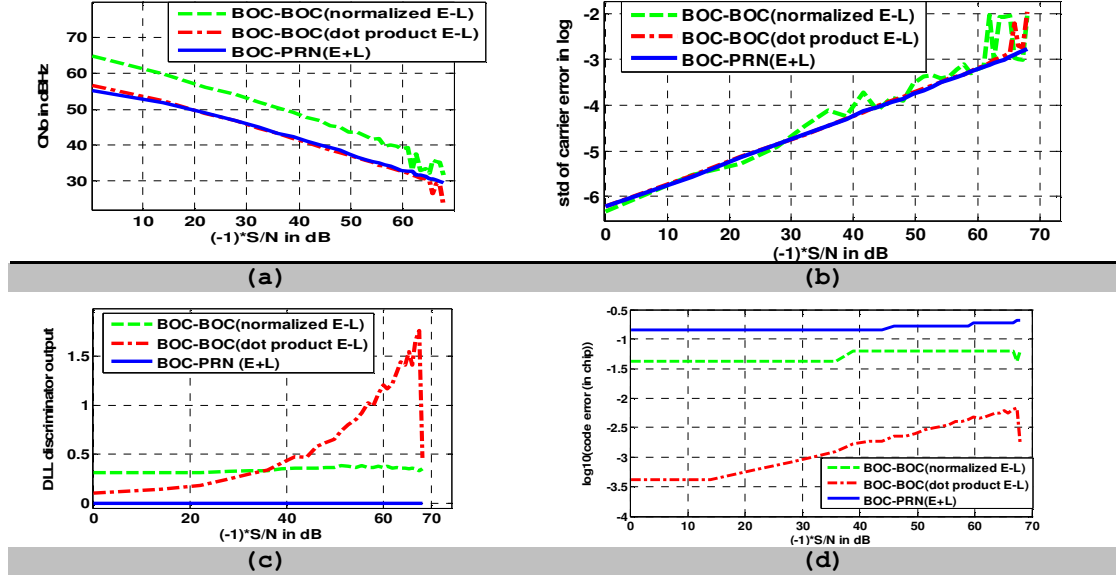 BOC-BOC(normalized E-L)
BOC-BOC(dot product E-L)
BOC-PRN(E+L)
70
60
50
40
30
CNo in dBHz
10 20 30 40 50 60
(-1)*S/N in dB
(a)
BOC-BOC(normalized E-L)
BOC-BOC(dot product E-L)
BOC-PRN(E+L)
-2
-3
-4
-5
-6
std of carrier error in log
0 10 20 30 40 50 60 70
(-1)*S/N in dB
(b)
BOC-BOC(normalized E-L)
BOC-BOC(dot product E-L)
BOC-PRN (E+L)
1.5
1
0.5
0
DLL discriminator output
0 20 40 60 70
(-1)*S/N in dB
(c)
-0.5
-1
-1.5
-2
-2.5
-3
-3.5
-4
log10(code error (in chip))
BOC-BOC(normalized E-L)
BOC-BOC(dot product E-L)
BOC-PRN(E+L)
0 10 20 30 40 50 60 70
(-1)*S/N in dB
(d)